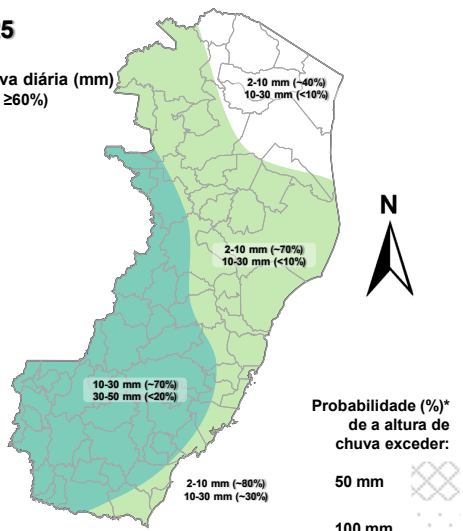 5
va diária (mm)
≥60%)
2-10 mm (~40%)
10-30 mm (<10%)
N
2-10 mm (~70%)
10-30 mm (<10%)
10-30 mm (~70%)
30-50 mm (<20%)
Probabilidade (%)*
de a altura de
chuva exceder:
2-10 mm (~80%)
10-30 mm (~30%)
50 mm
100 mm